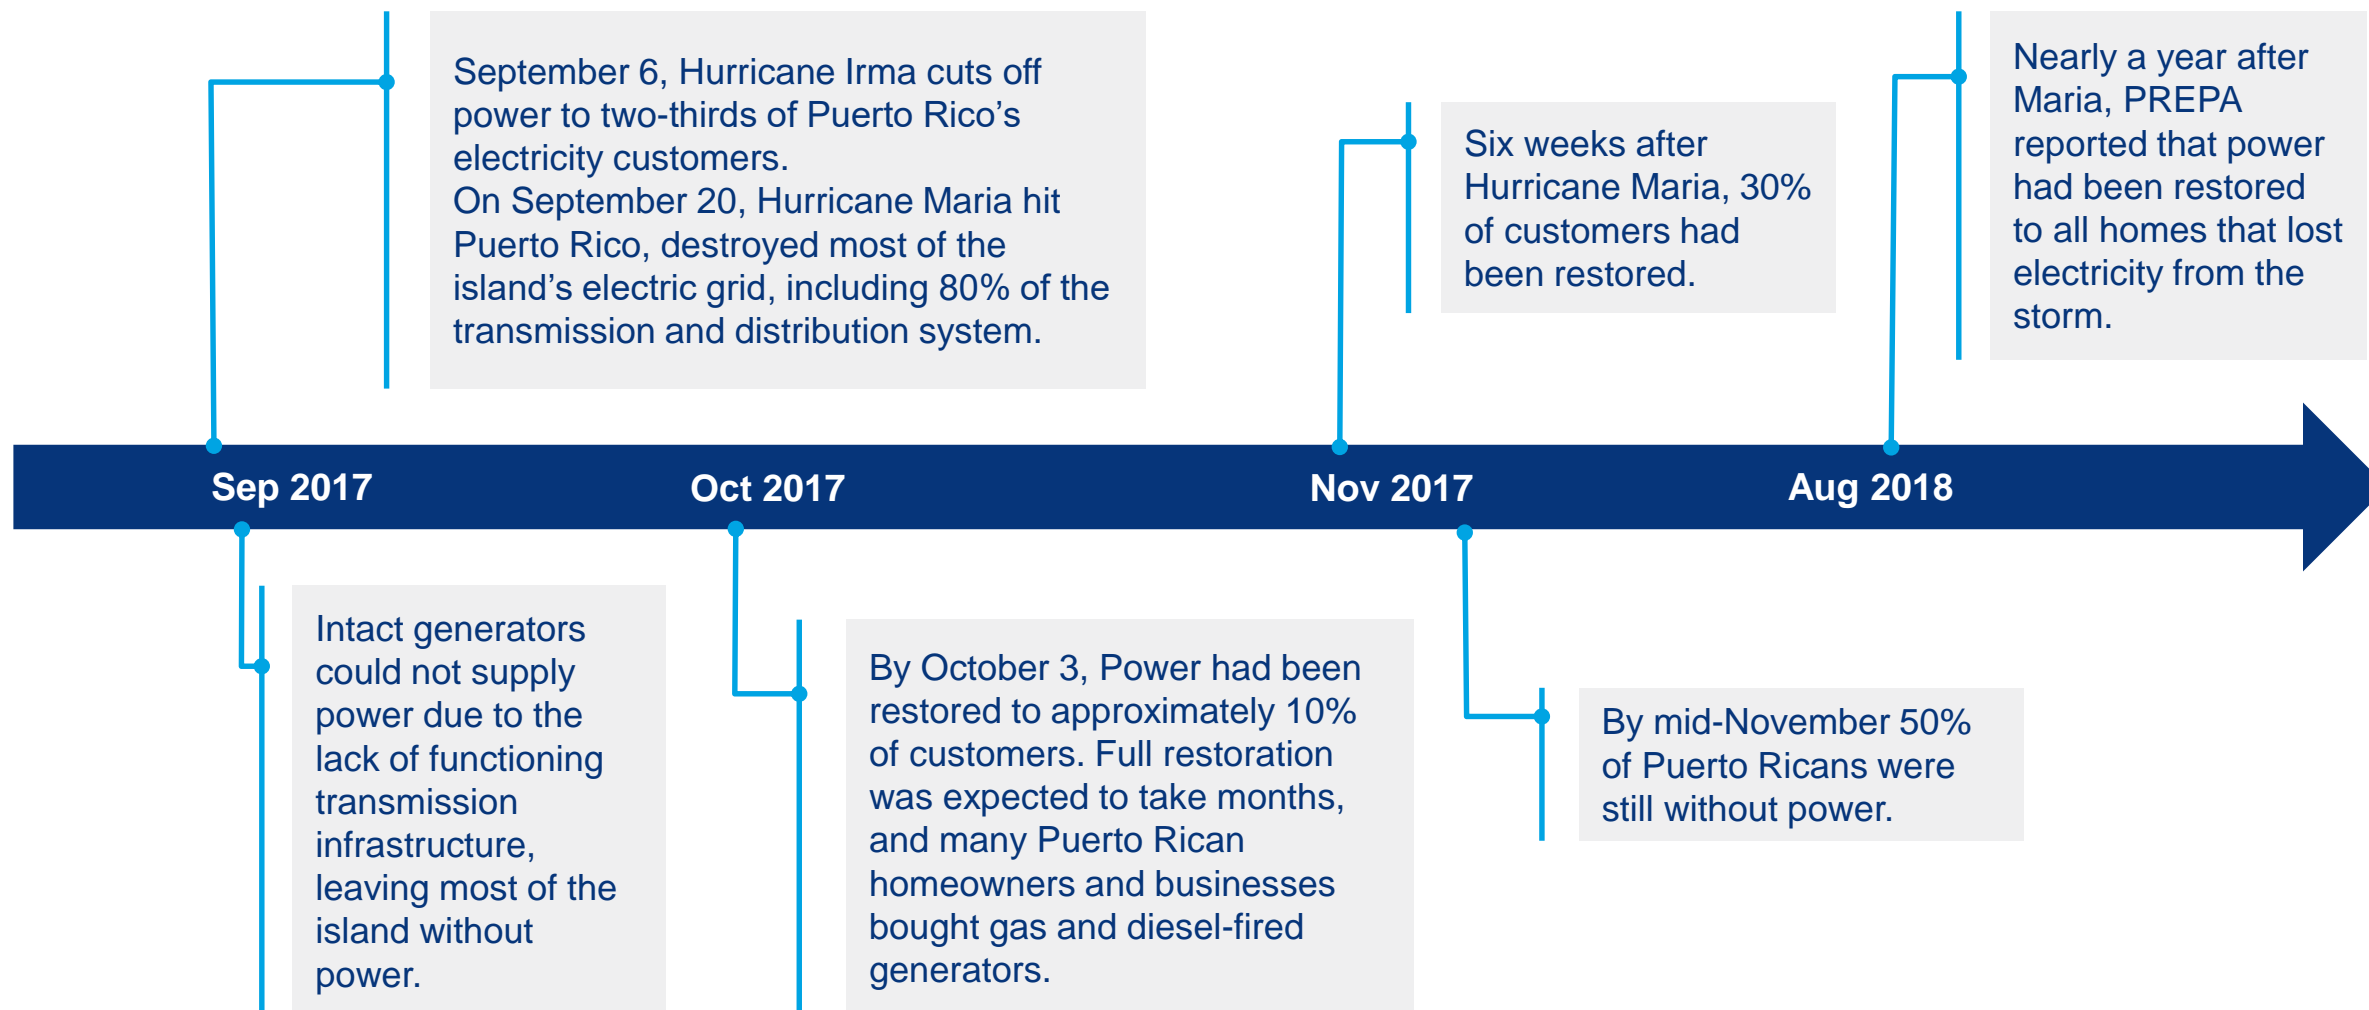 September 6, Hurricane Irma cuts off
power to two-thirds of Puerto Rico’s
electricity customers.
On September 20, Hurricane Maria hit
Puerto Rico, destroyed most of the
island’s electric grid, including 80% of the
transmission and distribution system.
Six weeks after
Hurricane Maria, 30%
of customers had
been restored.
Nearly a year after
Maria, PREPA
reported that power
had been restored
to all homes that lost
electricity from the
storm.
Sep 2017
Oct 2017
Nov 2017
Aug 2018
Intact generators
could not supply
power due to the
lack of functioning
transmission
infrastructure,
leaving most of the
island without
power.
By October 3, Power had been
restored to approximately 10%
of customers. Full restoration
was expected to take months,
and many Puerto Rican
homeowners and businesses
bought gas and diesel-fired
generators.
By mid-November 50%
of Puerto Ricans were
still without power.